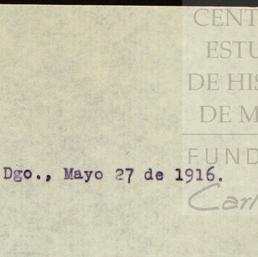 CENT
ESTU
DE HIS
DE M
FUND
Carl
Dgo., Mayo 27 de 1916.